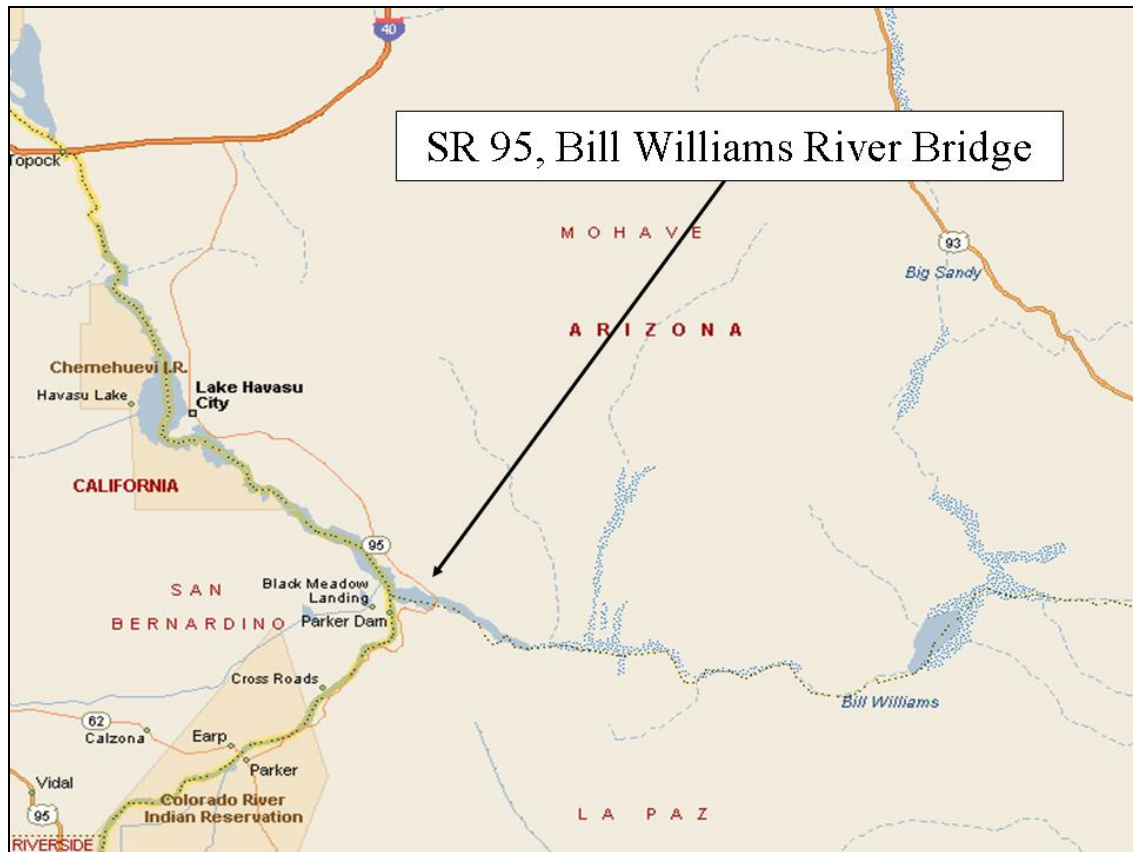 40
SR 95, Bill Williams River Bridge
Topock
MOHAVE
93
Big Sandy
ARIZONA
Chemehuevi I.R.
Havasu Lake
Lake Havasu
City
CALIFORNIA
95
SAN
BERNARDINO
Black Meadow
Landing
Parker Dam
Cross Roads
Bill Williams
62
Calzona
Earp
Parker
Vidal
95
Colorado River
Indian Reservation
LA PAZ
RIVERSIDE